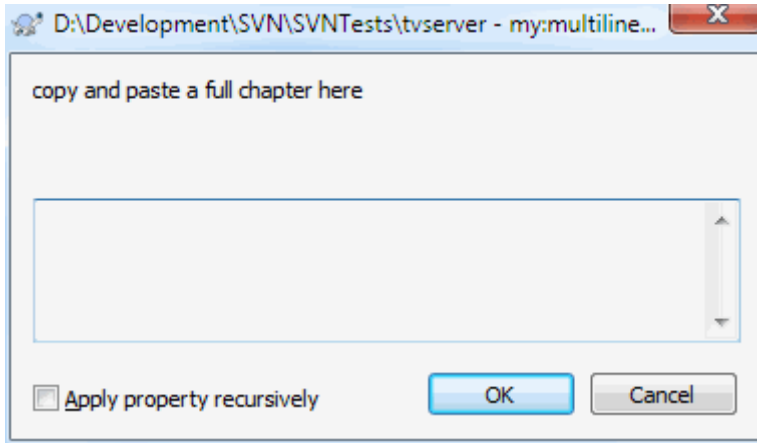 D:\Development\SVN\SVNTests\tvserver - my:multiline...
copy and paste a full chapter here
Apply property recursively
OK
Cancel